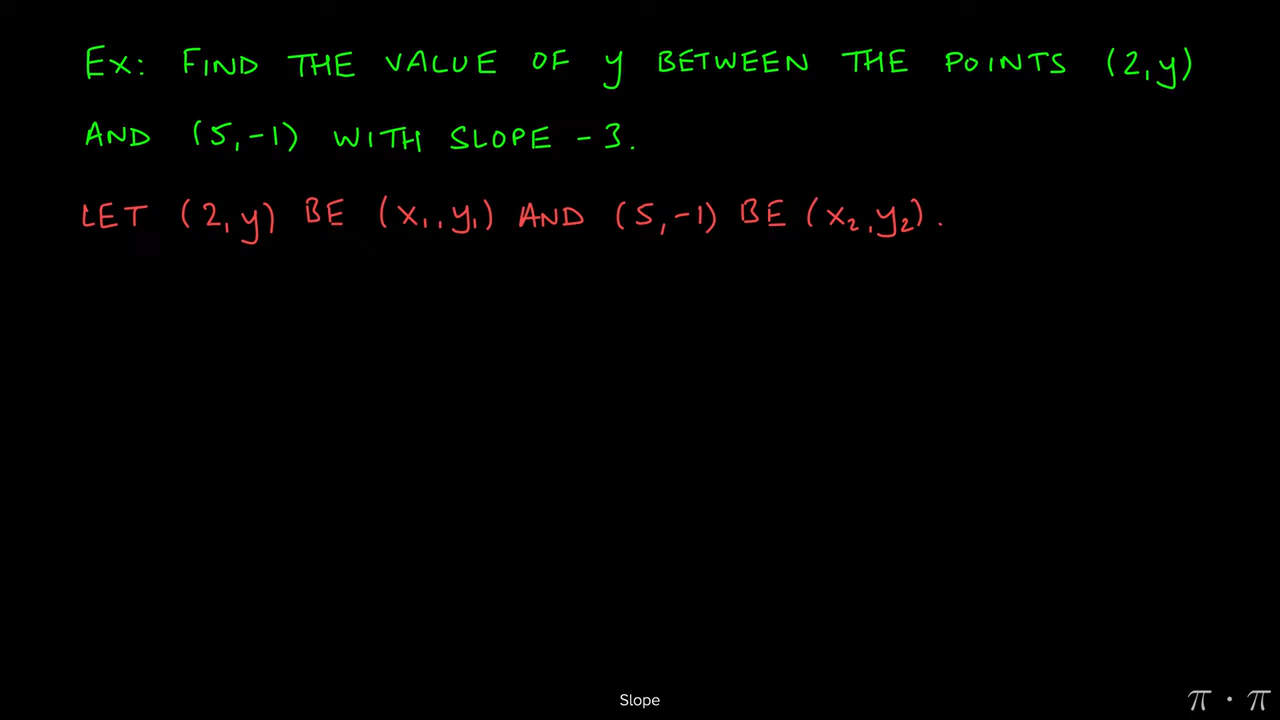 Ex: FIND THE VALUE OF y BETWEEN THE POINTS (2,y)
AND (5,-1) WITH SLOPE -3.
LET (2,y) BE (x₁,y₁) AND (5,-1) BE (x₂,y₂).
Slope
π · π